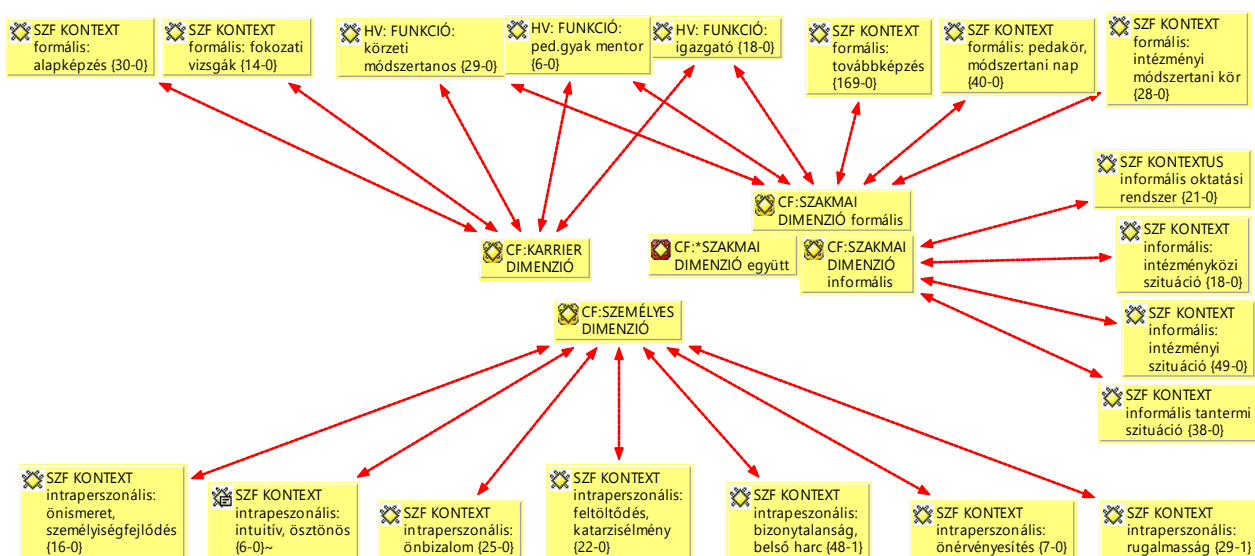 SZF KONTEXT
formális:
alapképzés {30-0}
SZF KONTEXT
formális: fokozati
vizsgák {14-0}
HV: FUNKCIÓ:
körzeti
módszertanos {29-0}
HV: FUNKCIÓ:
ped.gyak mentor
{6-0}
HV: FUNKCIÓ:
igazgató {18-0}
SZF KONTEXT
formális:
továbbképzés
{169-0}
SZF KONTEXT
formális: pedakör,
módszertani nap
{40-0}
SZF KONTEXT
formális:
intézményi
módszertani kör
{28-0}
SZF KONTEXTUS
informális oktatási
rendszer {21-0}
CF:SZAKMAI
DIMENZIÓ formális
CF:KARRIER
DIMENZIÓ
CF:*SZAKMAI
DIMENZIÓ együtt
CF:SZAKMAI
DIMENZIÓ
informális
SZF KONTEXT
informális:
intézményközi
szituáció {18-0}
CF:SZEMÉLYES
DIMENZIÓ
SZF KONTEXT
informális:
intézményi
szituáció {49-0}
SZF KONTEXT
informális tantermi
szituáció {38-0}
SZF KONTEXT
intraperszonális:
önismeret,
személyiségfejlődés
{16-0}
SZF KONTEXT
intrapeszonális:
intuitív, ösztönös
{6-0}~
SZF KONTEXT
intraperszonális:
önbizalom {25-0}
SZF KONTEXT
intraperszonális:
feltöltődés,
katarzisélmény
{22-0}
SZF KONTEXT
intrapeszonális:
bizonytalanság,
belső harc {48-1}
SZF KONTEXT
intraperszonális:
önérvényesítés {7-0}
SZF KONTEXT
intraperszonális:
rugalmasság {29-1}